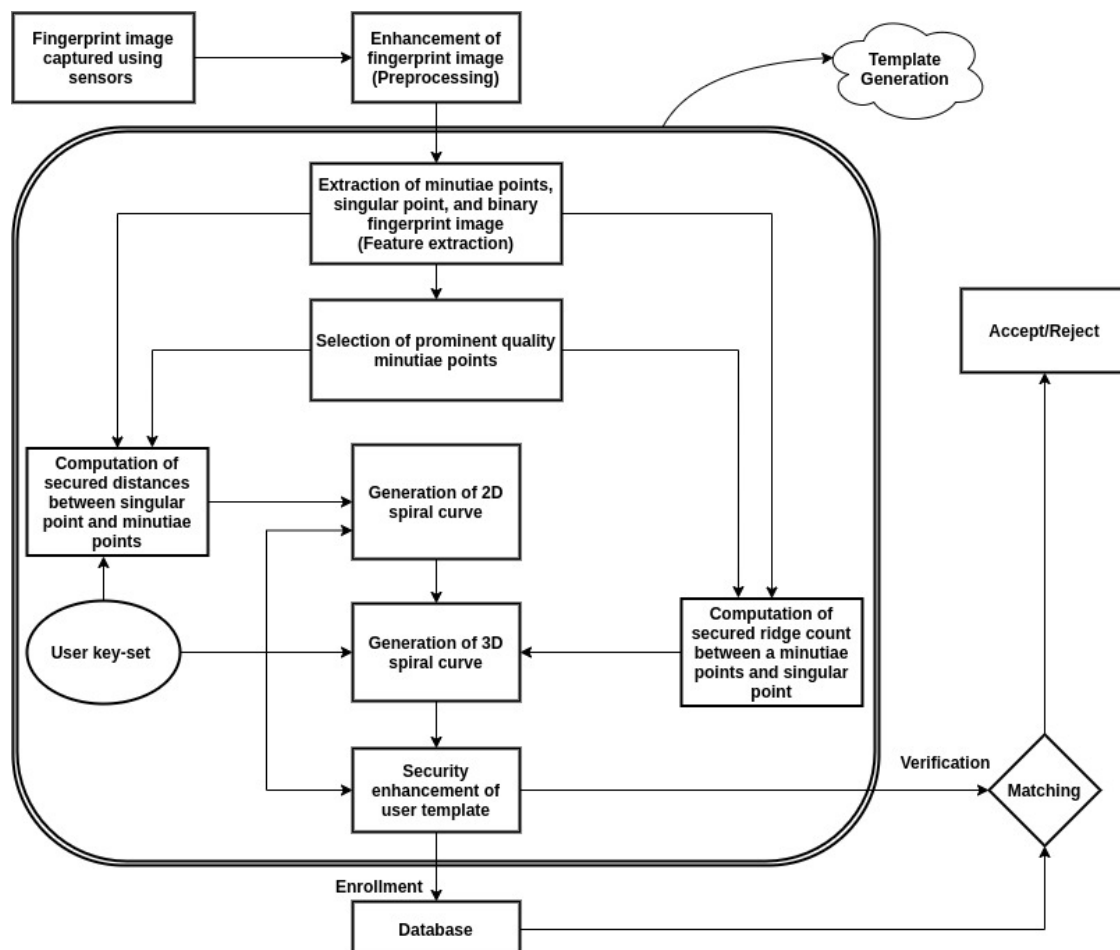 Fingerprint image
captured using
sensors
Enhancement of
fingerprint image
(Preprocessing)
Template
Generation
Extraction of minutiae points,
singular point, and binary
fingerprint image
(Feature extraction)
Selection of prominent quality
minutiae points
Accept/Reject
Computation of
secured distances
between singular
point and minutiae
points
Generation of 2D
spiral curve
User key-set
Generation of 3D
spiral curve
Computation of
secured ridge count
between a minutiae
points and singular
point
Security
enhancement of
user template
Verification
Matching
Enrollment
Database